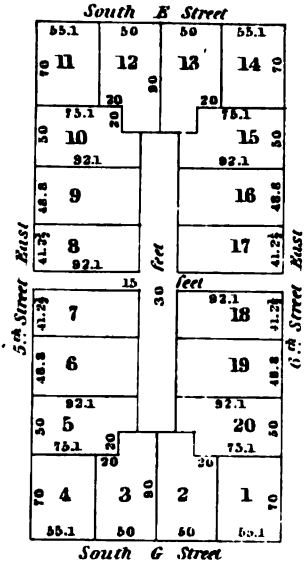 South E Street
55.1 50 50 55.1
70 11 12 13 14 70
90
20 20
75.1 20 75.1
50 10 15 50
92.1 92.1
48.8 9 16 48.8
41.2½ 8 17 41.2½
92.1
5th Street East
6th Street East
15 feet
30 feet
92.1
41.2½ 7 18 41.2½
48.8 6 19 48.8
92.1 92.1
50 5 20 50
75.1 20 75.1
20 20
70 4 3 90 2 1 70
55.1 50 50 55.1
South G Street